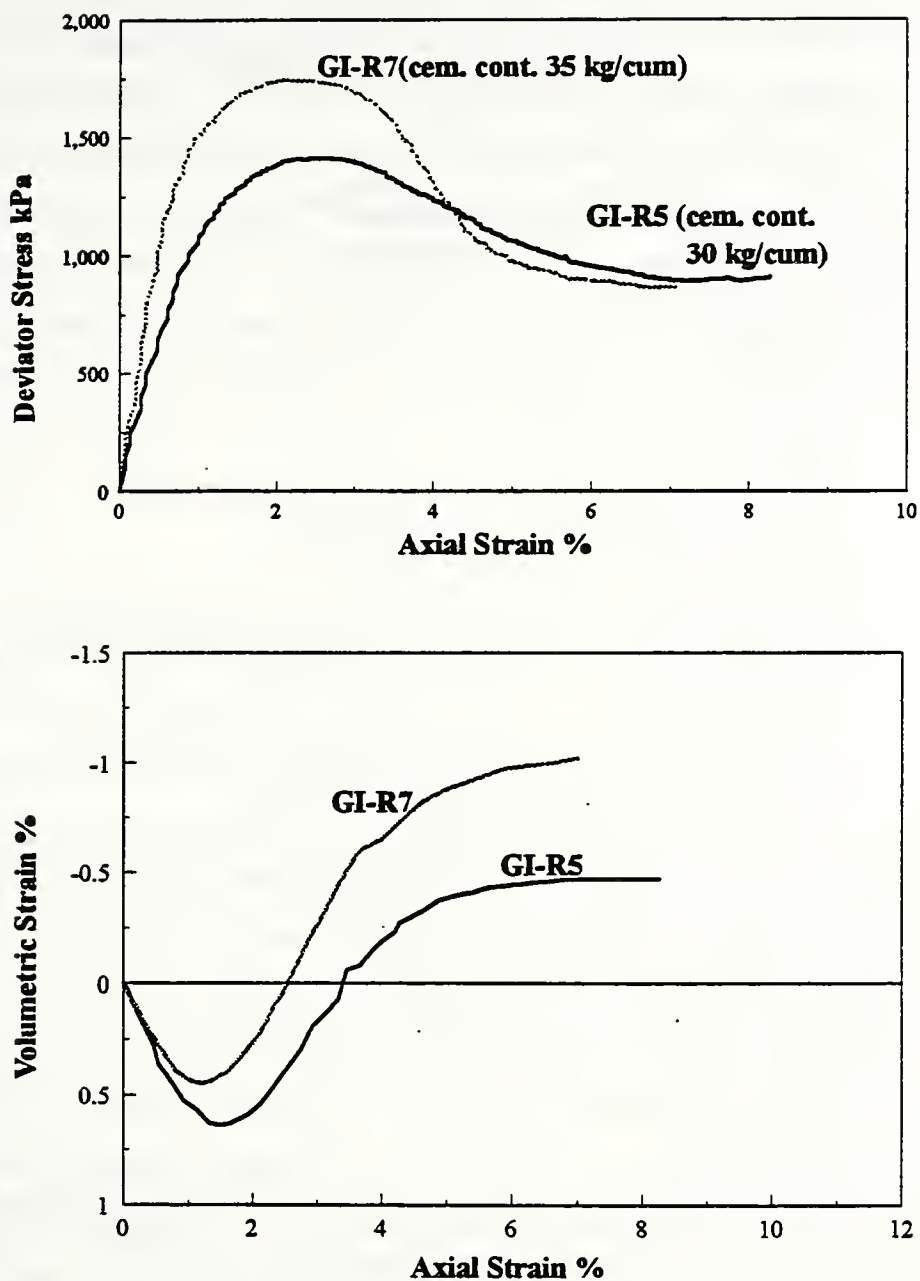 2,000
GI-R7(cem. cont. 35 kg/cum)
1,500
GI-R5 (cem. cont.
30 kg/cum)
1,000
500
0
Deviator Stress kPa
0 2 4 6 8 10
Axial Strain %
-1.5
-1
GI-R7
-0.5
GI-R5
0
0.5
1
Volumetric Strain %
0 2 4 6 8 10 12
Axial Strain %